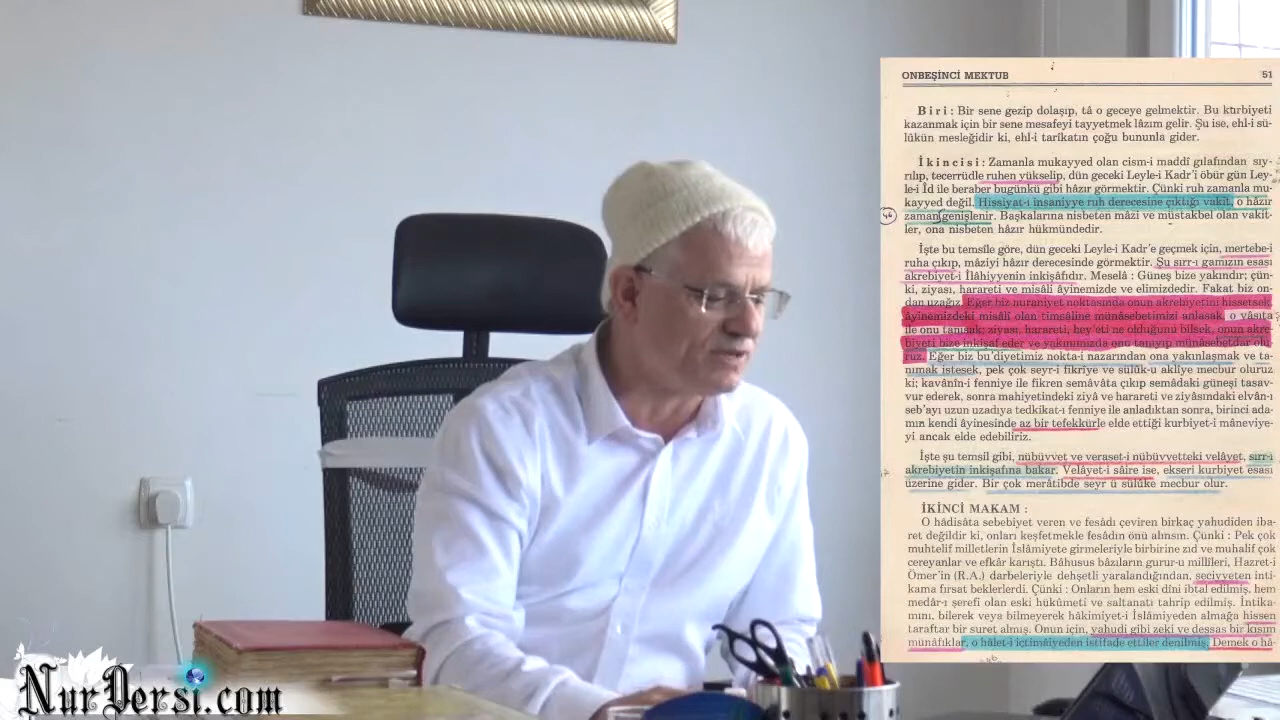 ONBEŞİNCİ MEKTUB 51
Biri: Bir sene gezip dolaşıp, tâ o geceye gelmektir. Bu kurbiyeti
kazanmak için bir sene mesafeyi tayyetmek lâzım gelir. Şu ise, ehl-i sü-
lûkün mesleğidir ki, ehl-i tarîkatın çoğu bununla gider.
İkincisi: Zamanla mukayyed olan cism-i maddî gılafından sıy-
rılıp, tecerrüdle ruhen yükselip, dün geceki Leyle-i Kadr'i öbür gün Ley-
le-i Îd ile beraber bugünkü gibi hâzır görmektir. Çünki ruh zamanla mu-
kayyed değil. Hissiyat-ı insaniyye ruh derecesine çıktığı vakit, o hâzır
46
zaman genişlenir. Başkalarına nisbeten mâzi ve müstakbel olan vakit-
ler, ona nisbeten hâzır hükmündedir.
İşte bu temsîle göre, dün geceki Leyle-i Kadr'e geçmek için, mertebe-i
ruha çıkıp, mâziyi hâzır derecesinde görmektir. Şu sırr-ı gamızın esası
akrebiyet-i İlâhiyyenin inkişâfıdır. Meselâ: Güneş bize yakındır; çün-
ki, ziyası, harareti ve misâli âyinemizde ve elimizdedir. Fakat biz on-
dan uzağız. Eğer biz nuraniyet noktasında onun akrebiyetini hissetsek,
âyinemizdeki misâlî olan timsâline münâsebetimizi anlasak, o vâsıta
ile onu tanısak; ziyası, harareti, hey'eti ne olduğunu bilsek, onun akre-
biyeti bize inkişaf eder ve yakınımızda onu tanıyıp münâsebetdar olu-
ruz. Eğer biz bu'diyetimiz nokta-i nazarından ona yakınlaşmak ve ta-
nımak istesek, pek çok seyr-i fikriye ve sülûk-u aklîye mecbur oluruz
ki; kavânîn-i fenniye ile fikren semâvâta çıkıp semâdaki güneşi tasav-
vur ederek, sonra mahiyetindeki ziyâ ve harareti ve ziyâsındaki elvân-ı
seb'ayı uzun uzadıya tedkikat-ı fenniye ile anladıktan sonra, birinci ada-
mın kendi âyinesinde az bir tefekkürle elde ettiği kurbiyet-i mâneviye-
yi ancak elde edebiliriz.
İşte şu temsîl gibi, nübüvvet ve veraset-i nübüvvetteki velâyet, sırr-ı
akrebiyetin inkişafına bakar. Velâyet-i sâire ise, ekseri kurbiyet esası
üzerine gider. Bir çok merâtibde seyr ü sülûke mecbur olur.
İKİNCİ MAKAM :
O hâdisâta sebebiyet veren ve fesâdı çeviren birkaç yahudiden iba-
ret değildir ki, onları keşfetmekle fesadın önü alınsın. Çünki : Pek çok
muhtelif milletlerin İslâmiyete girmeleriyle birbirine zıd ve muhalif çok
cereyanlar ve efkâr karıştı. Bâhusus bâzıların gurur-u millîleri, Hazret-i
Ömer'in (R.A.) darbeleriyle dehşetli yaralandığından, seciyyeten inti-
kama fırsat beklerlerdi. Çünki : Onların hem eski dîni ibtal edilmiş, hem
medâr-ı şerefi olan eski hükûmeti ve saltanatı tahrip edilmiş. İntika-
mını, bilerek veya bilmeyerek hâkimiyet-i İslâmiyeden almağa hissen
taraftar bir suret almış. Onun için, yahudi gibi zeki ve dessas bir kısım
münâfıklar, o hâlet-i içtimâiyeden istifade ettiler denilmiş. Demek o hâ-
NurDersi.com